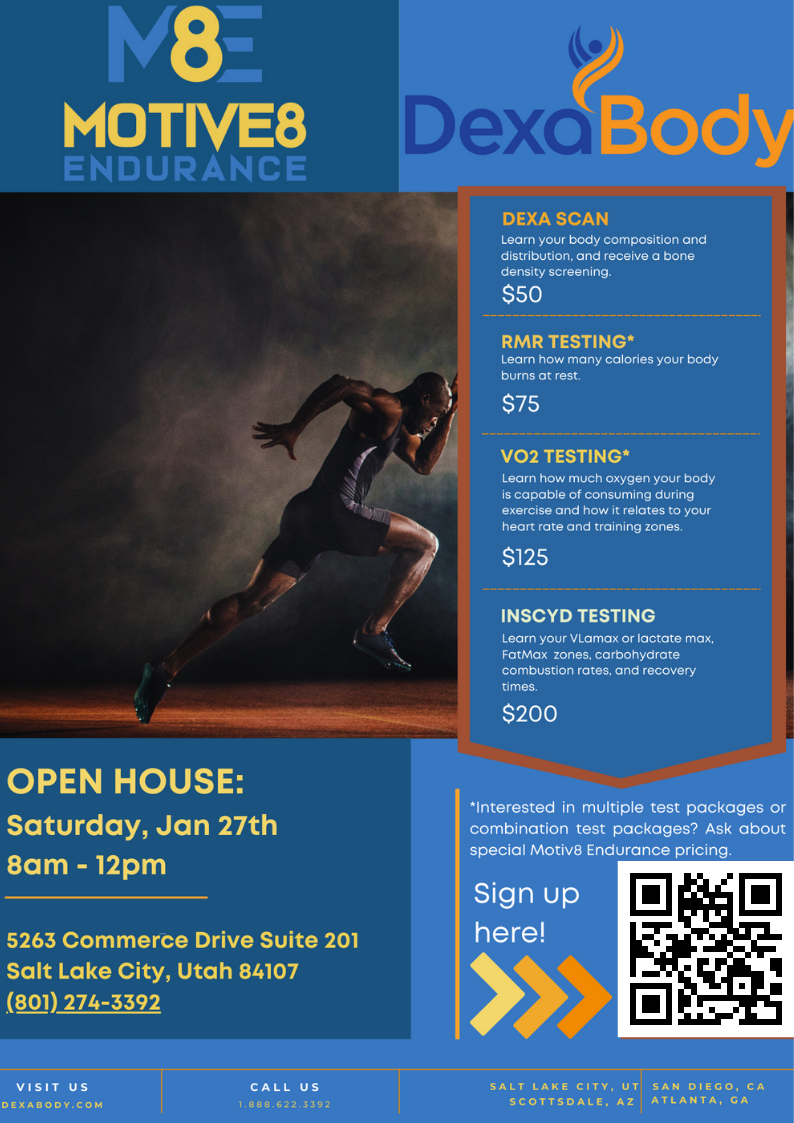 M8E
MOTIVE8
ENDURANCE
DexaBody
DEXA SCAN
Learn your body composition and
distribution, and receive a bone
density screening.
$50
RMR TESTING*
Learn how many calories your body
burns at rest.
$75
VO2 TESTING*
Learn how much oxygen your body
is capable of consuming during
exercise and how it relates to your
heart rate and training zones.
$125
INSCYD TESTING
Learn your VLamax or lactate max,
FatMax zones, carbohydrate
combustion rates, and recovery
times.
$200
OPEN HOUSE:
Saturday, Jan 27th
8am - 12pm
5263 Commerce Drive Suite 201
Salt Lake City, Utah 84107
(801) 274-3392
*Interested in multiple test packages or
combination test packages? Ask about
special Motiv8 Endurance pricing.
Sign up
here!
VISIT US
DEXABODY.COM
CALL US
1.888.622.3392
SALT LAKE CITY, UT
SCOTTSDALE, AZ
SAN DIEGO, CA
ATLANTA, GA